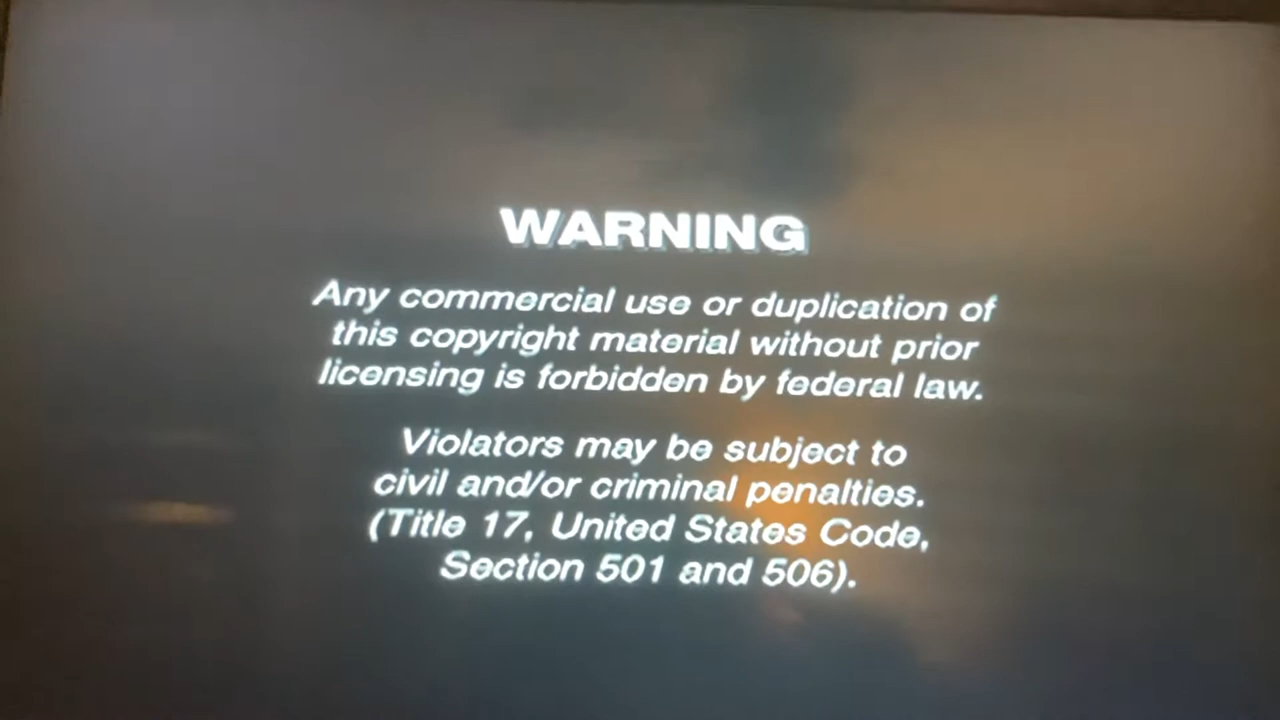 WARNING
Any commercial use or duplication of
this copyright material without prior
licensing is forbidden by federal law.
Violators may be subject to
civil and/or criminal penalties.
(Title 17, United States Code,
Section 501 and 506).